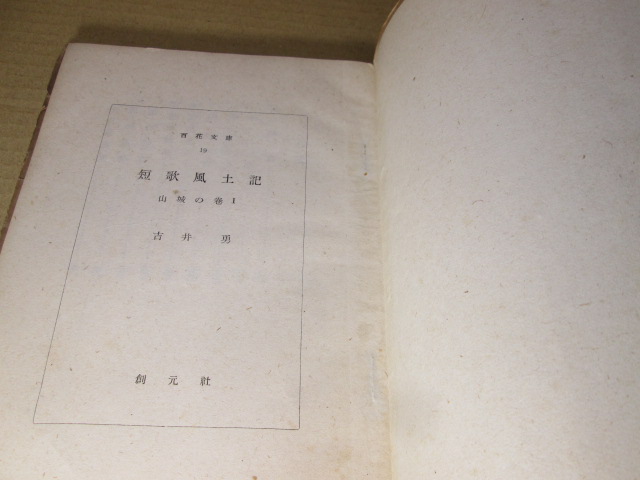 百花文庫
19
短歌風土記
山城の巻 1
吉井勇
創元社